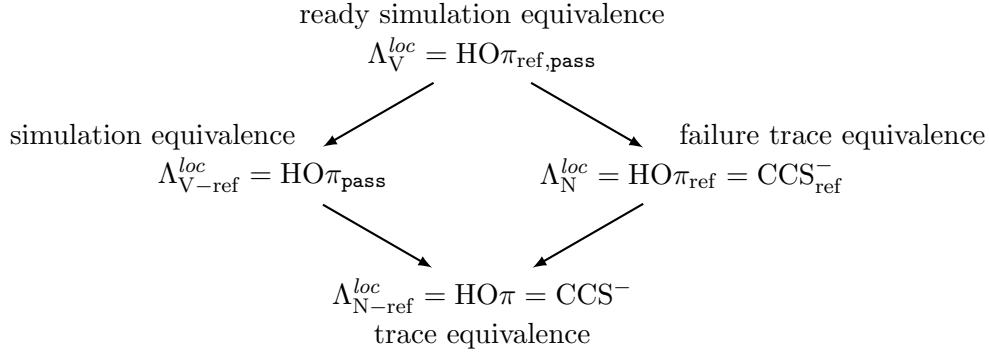 ready simulation equivalence
Λ_V^{loc} = HOπ_{ref,pass}
simulation equivalence
failure trace equivalence
Λ_{V−ref}^{loc} = HOπ_{pass}
Λ_N^{loc} = HOπ_{ref} = CCS_{ref}^−
Λ_{N−ref}^{loc} = HOπ = CCS^−
trace equivalence